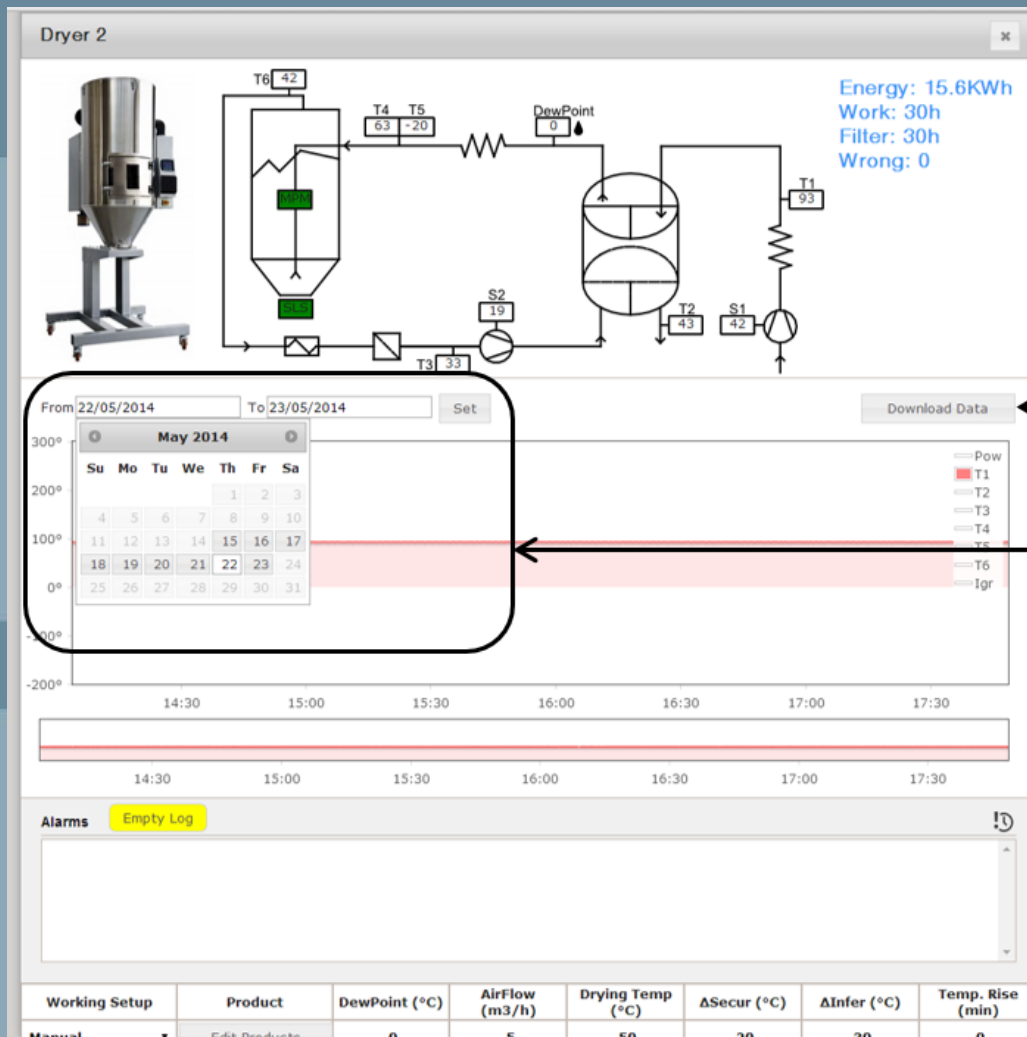 Dryer 2
T6 42
T4 T5
63 -20
DewPoint
0
Energy: 15.6KWh
Work: 30h
Filter: 30h
Wrong: 0
T1
93
MPM
SLS
S2
19
T2
43
S1
42
T3 33
From 22/05/2014 To 23/05/2014 Set Download Data
May 2014
Su Mo Tu We Th Fr Sa
1 2 3
4 5 6 7 8 9 10
11 12 13 14 15 16 17
18 19 20 21 22 23 24
25 26 27 28 29 30 31
300°
200°
100°
0°
-100°
-200°
Pow
T1
T2
T3
T4
T5
T6
Igr
14:30 15:00 15:30 16:00 16:30 17:00 17:30
14:30 15:00 15:30 16:00 16:30 17:00 17:30
Alarms Empty Log
Working Setup Product DewPoint (°C) AirFlow (m3/h) Drying Temp (°C) ΔSecur (°C) ΔInfer (°C) Temp. Rise (min)
Manual Edit Products 0 5 50 20 20 0